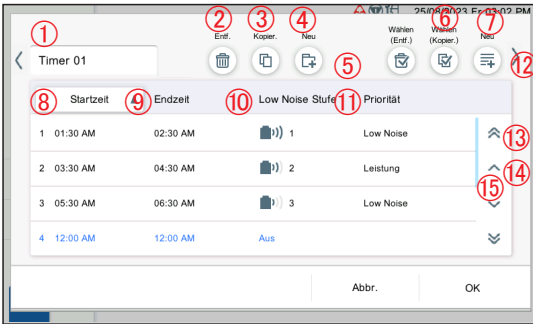 25/08/2023 Fr 03:02 PM
① ② ③ ④ ⑤ ⑥ ⑦
Entf. Kopier. Neu Wählen (Entf.) Wählen (Kopier.) Neu
Timer 01 ⑫
⑧ Startzeit ⑨ Endzeit ⑩ Low Noise Stufe ⑪ Priorität
1 01:30 AM 02:30 AM 1 Low Noise ⑬
2 03:30 AM 04:30 AM 2 Leistung ⑭
⑮
3 05:30 AM 06:30 AM 3 Low Noise
4 12:00 AM 12:00 AM Aus
Abbr. OK